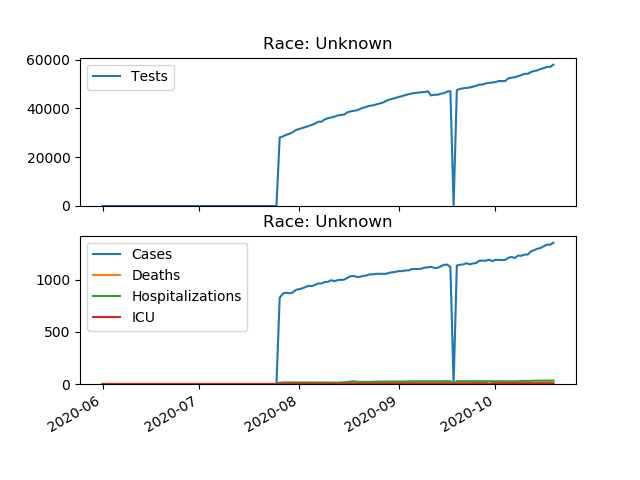 Race: Unknown
60000
40000
20000
0
Tests
Race: Unknown
1000
500
0
Cases
Deaths
Hospitalizations
ICU
2020-06
2020-07
2020-08
2020-09
2020-10